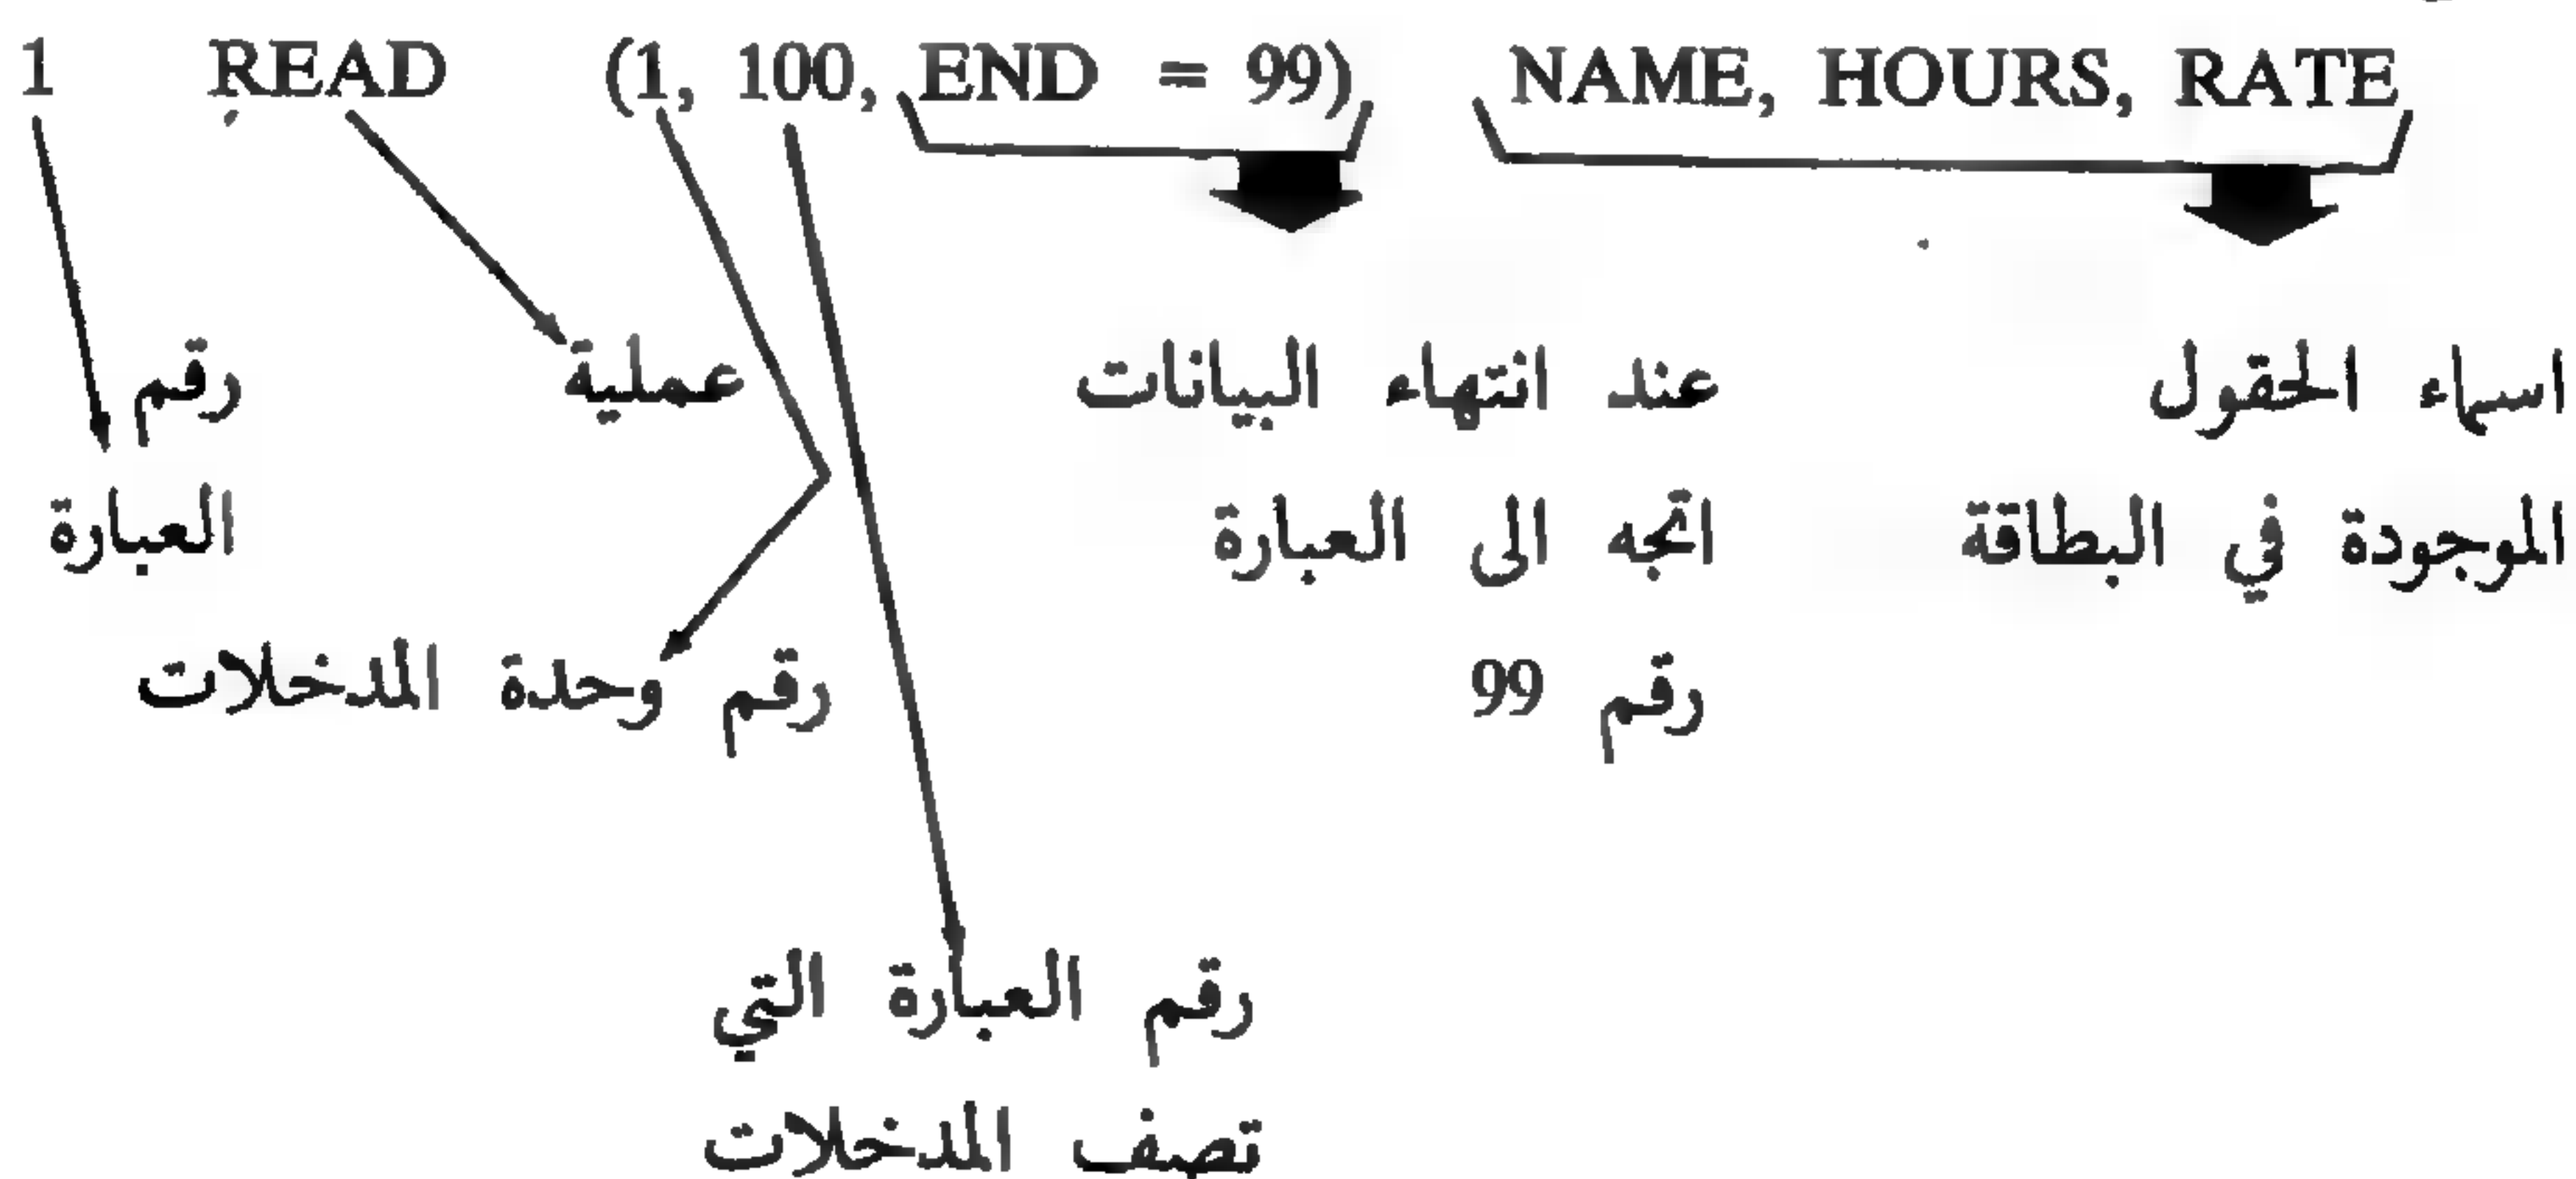 1 READ (1, 100, END = 99) NAME, HOURS, RATE
رقم
العبارة
عملية
رقم وحدة المدخلات
رقم العبارة التي
تصف المدخلات
عند انتهاء البيانات
اتجه الى العبارة
رقم 99
اسماء الحقول
الموجودة في البطاقة